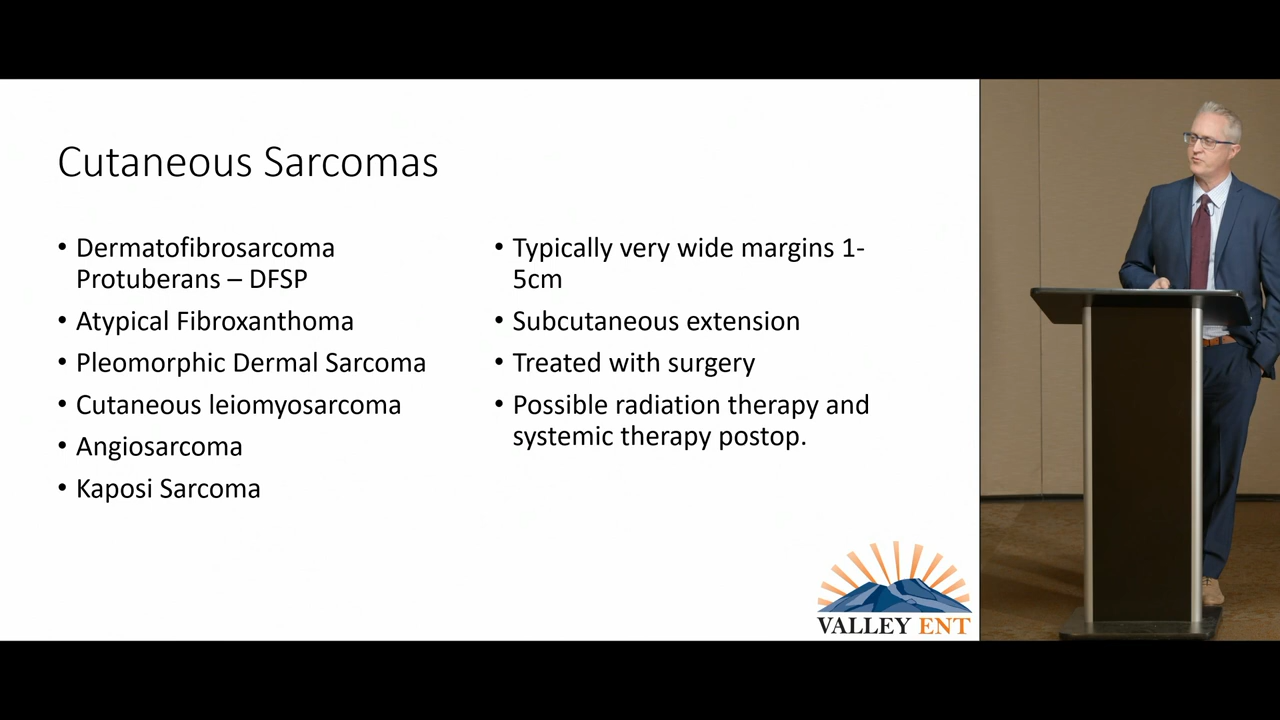 Cutaneous Sarcomas
• Dermatofibrosarcoma
Protuberans – DFSP
• Atypical Fibroxanthoma
• Pleomorphic Dermal Sarcoma
• Cutaneous leiomyosarcoma
• Angiosarcoma
• Kaposi Sarcoma
• Typically very wide margins 1-
5cm
• Subcutaneous extension
• Treated with surgery
• Possible radiation therapy and
systemic therapy postop.
VALLEY ENT